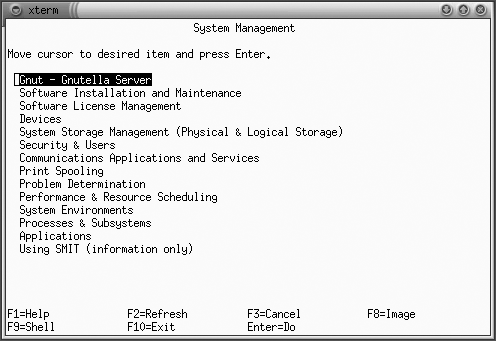 xterm
System Management
Move cursor to desired item and press Enter.
Gnut - Gnutella Server
Software Installation and Maintenance
Software License Management
Devices
System Storage Management (Physical & Logical Storage)
Security & Users
Communications Applications and Services
Print Spooling
Problem Determination
Performance & Resource Scheduling
System Environments
Processes & Subsystems
Applications
Using SMIT (information only)
F1=Help F2=Refresh F3=Cancel F8=Image
F9=Shell F10=Exit Enter=Do